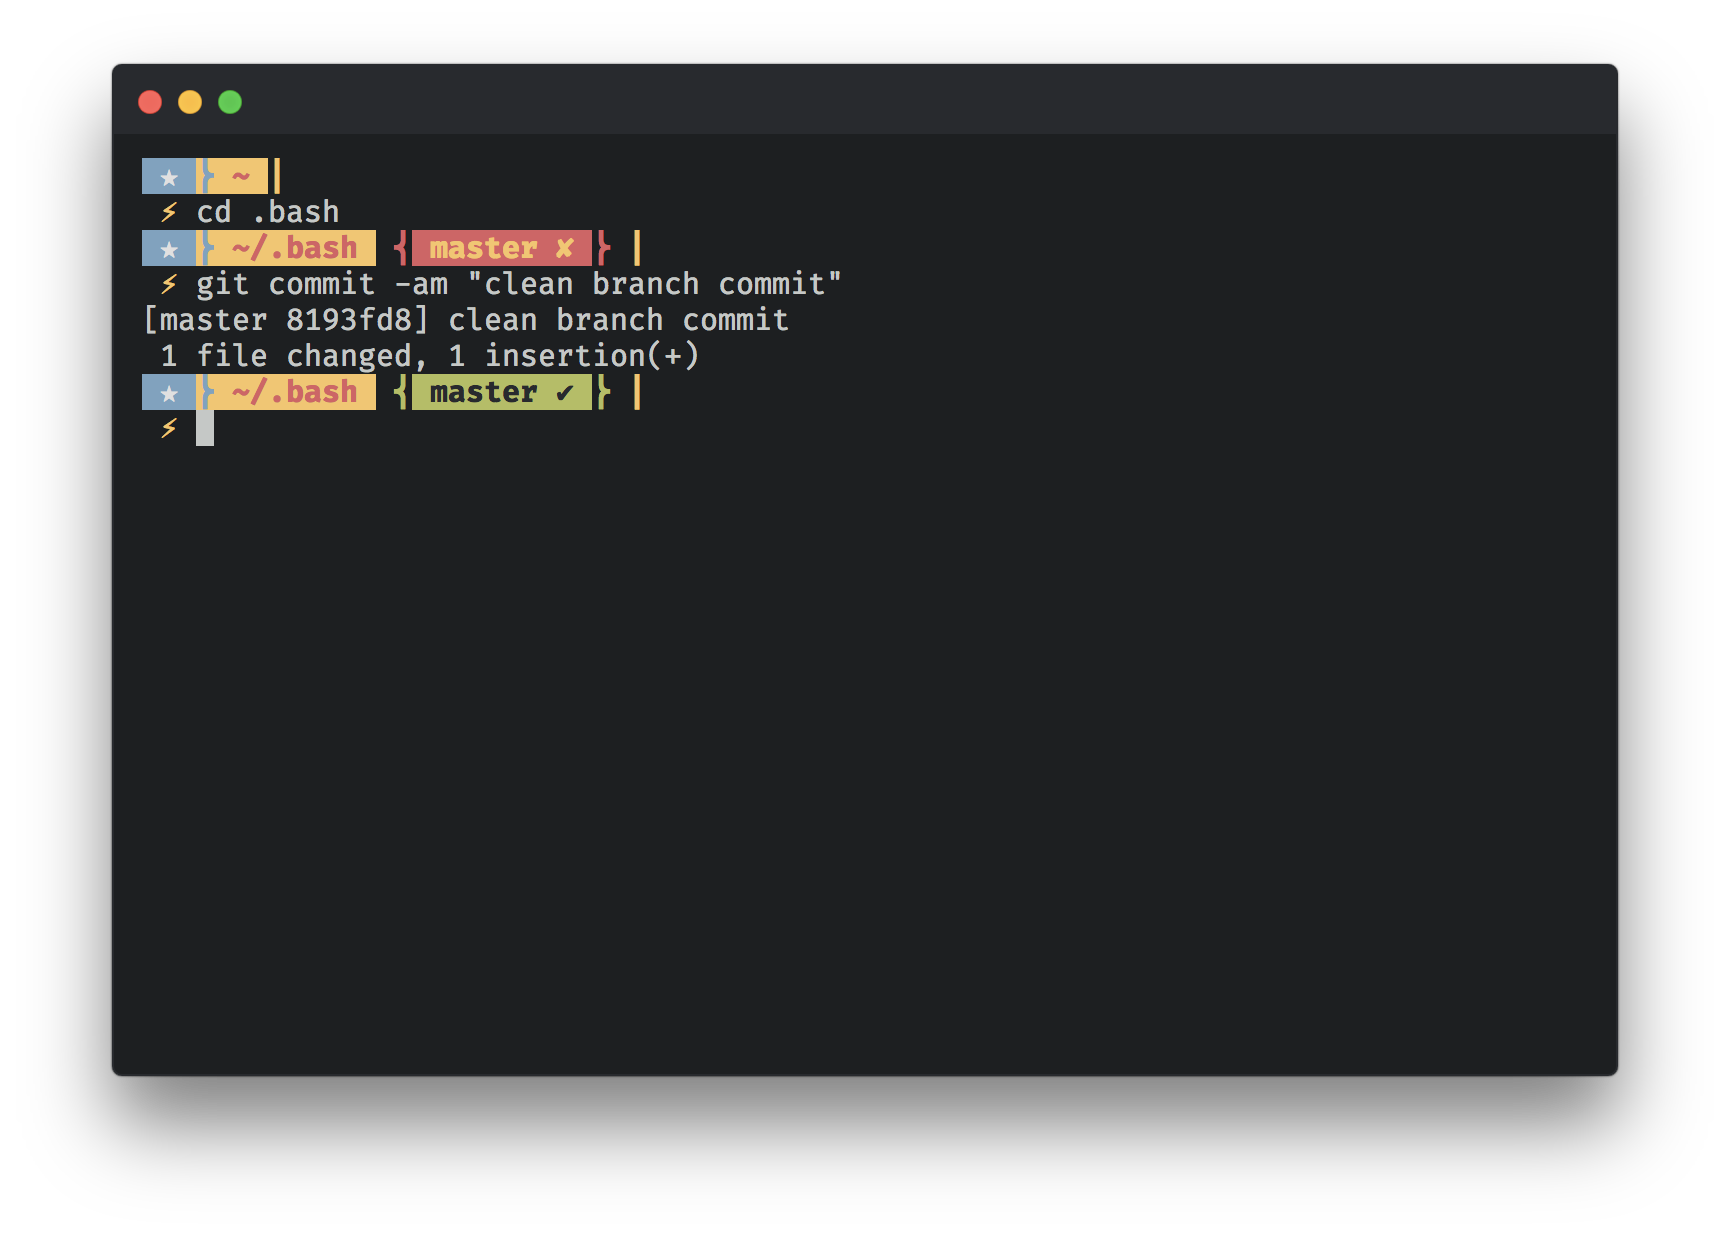 ★ } ~ |
⚡ cd .bash
★ } ~/.bash { master ✘ } |
⚡ git commit -am "clean branch commit"
[master 8193fd8] clean branch commit
1 file changed, 1 insertion(+)
★ } ~/.bash { master ✔ } |
⚡